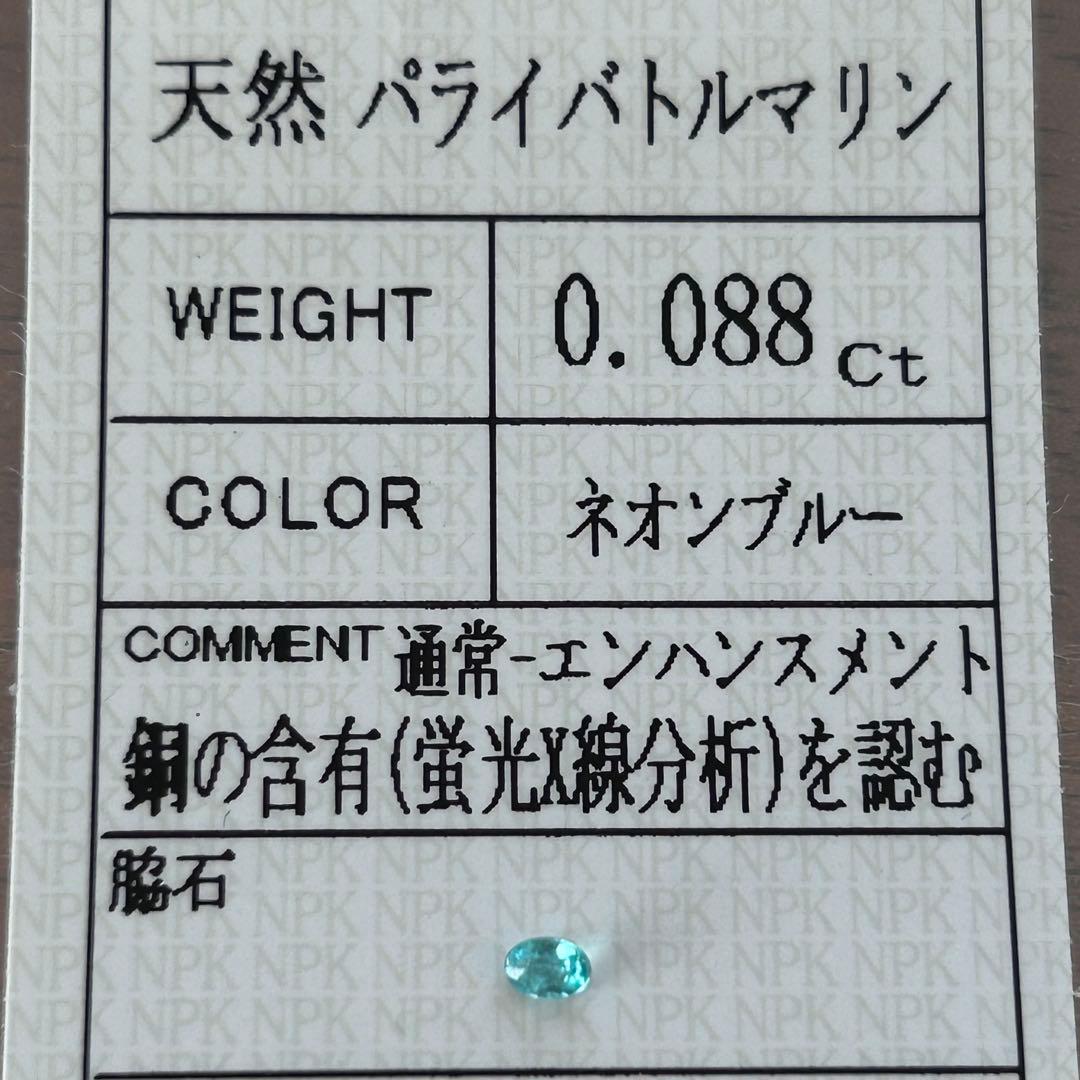 天然 パライバトルマリン
WEIGHT 0.088 ct
COLOR ネオンブルー
COMMENT 通常-エンハンスメント
銅の含有(蛍光X線分析)を認む
脇石
NPK